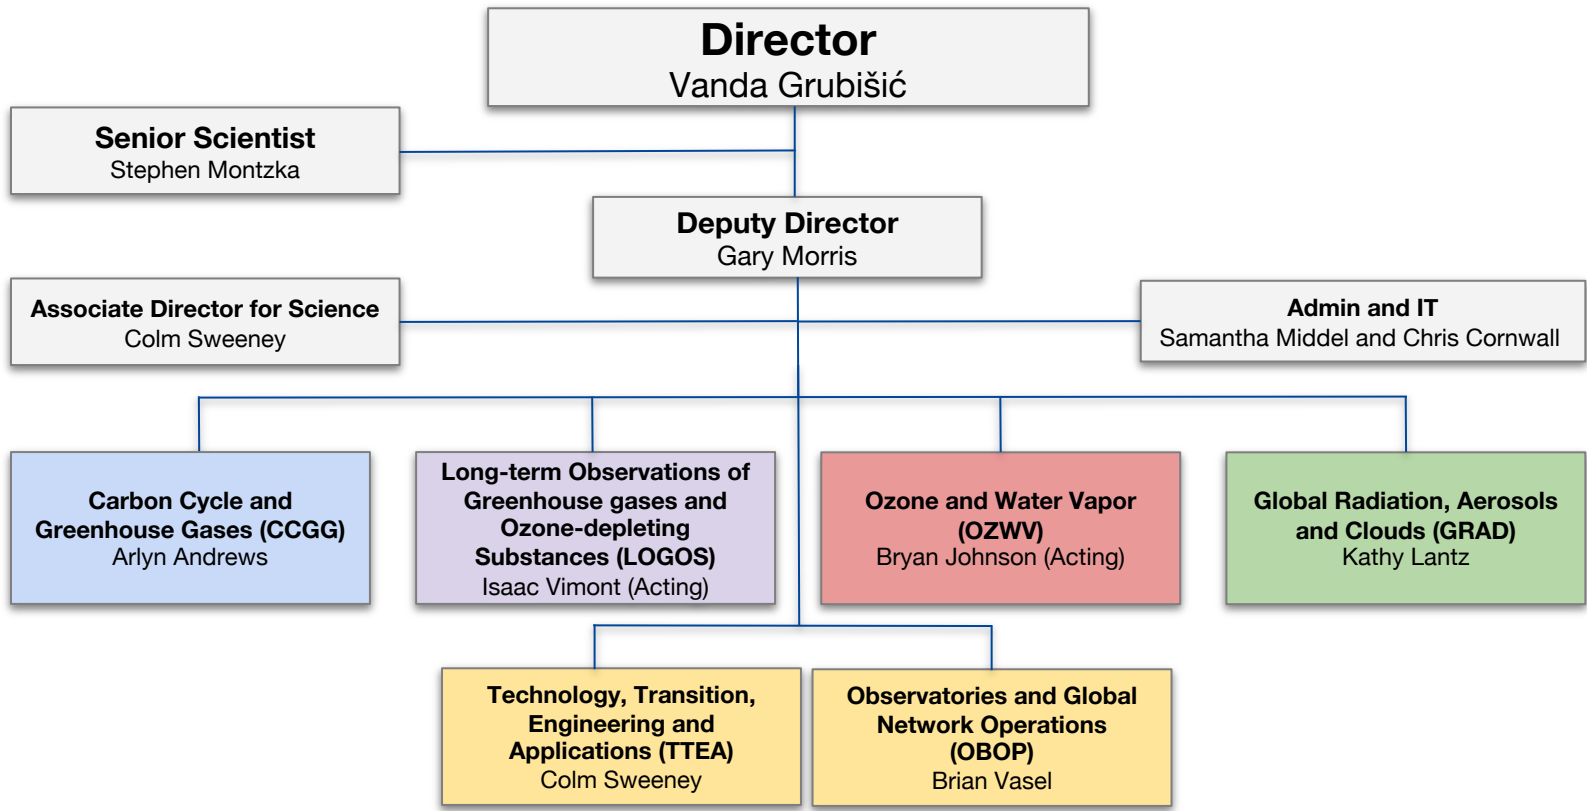 Director
Vanda Grubišić
Senior Scientist
Stephen Montzka
Deputy Director
Gary Morris
Associate Director for Science
Colm Sweeney
Admin and IT
Samantha Middel and Chris Cornwall
Carbon Cycle and
Greenhouse Gases (CCGG)
Arlyn Andrews
Long-term Observations of
Greenhouse gases and
Ozone-depleting
Substances (LOGOS)
Isaac Vimont (Acting)
Ozone and Water Vapor
(OZWV)
Bryan Johnson (Acting)
Global Radiation, Aerosols
and Clouds (GRAD)
Kathy Lantz
Technology, Transition,
Engineering and
Applications (TTEA)
Colm Sweeney
Observatories and Global
Network Operations
(OBOP)
Brian Vasel